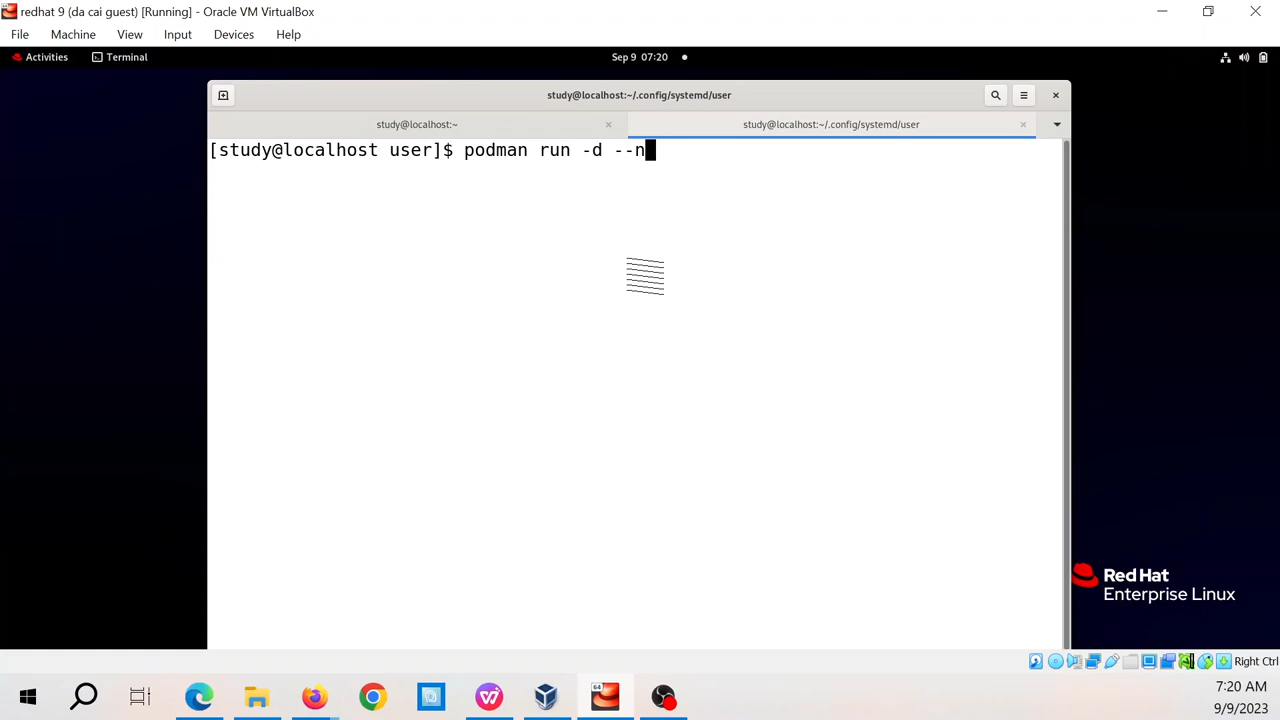 redhat 9 (da cai guest) [Running] - Oracle VM VirtualBox
File Machine View Input Devices Help
Activities Terminal Sep 9 07:20
study@localhost:~/.config/systemd/user
study@localhost:~ study@localhost:~/.config/systemd/user
[study@localhost user]$ podman run -d --n
Red Hat
Enterprise Linux
Right Ctrl
64
7:20 AM
9/9/2023